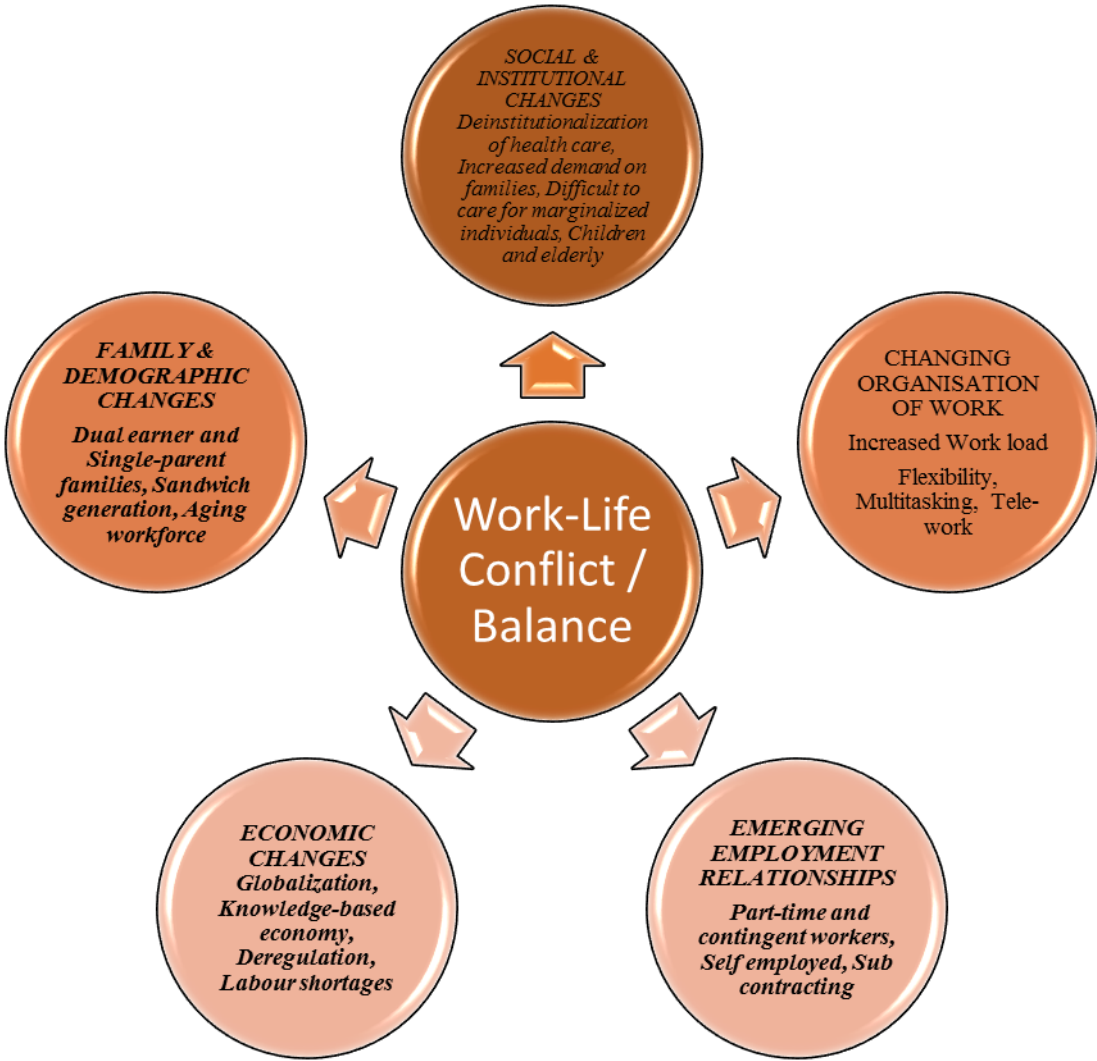 SOCIAL &
INSTITUTIONAL
CHANGES
Deinstitutionalization
of health care,
Increased demand on
families, Difficult to
care for marginalized
individuals, Children
and elderly
FAMILY &
DEMOGRAPHIC
CHANGES
Dual earner and
Single-parent
families, Sandwich
generation, Aging
workforce
CHANGING
ORGANISATION
OF WORK
Increased Work load
Flexibility,
Multitasking, Tele-
work
Work-Life
Conflict /
Balance
ECONOMIC
CHANGES
Globalization,
Knowledge-based
economy,
Deregulation,
Labour shortages
EMERGING
EMPLOYMENT
RELATIONSHIPS
Part-time and
contingent workers,
Self employed, Sub
contracting